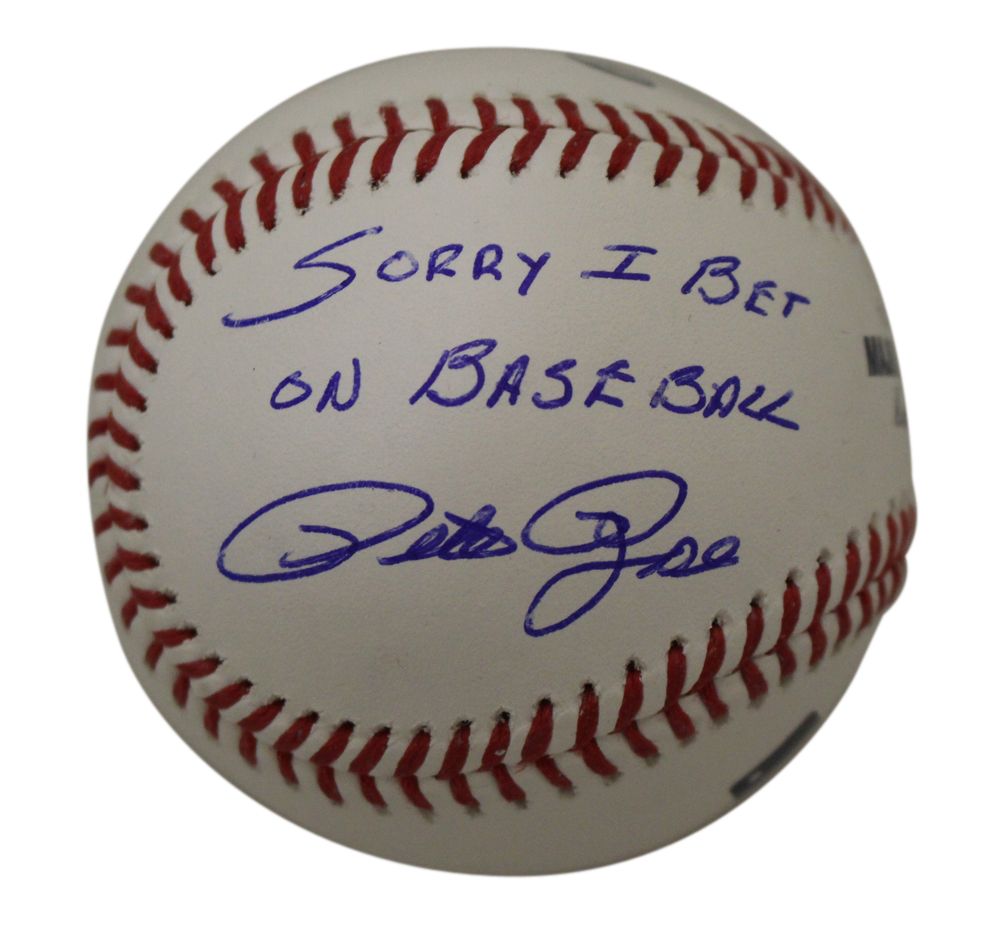 SORRY I BET
ON BASEBALL
Pete Rose